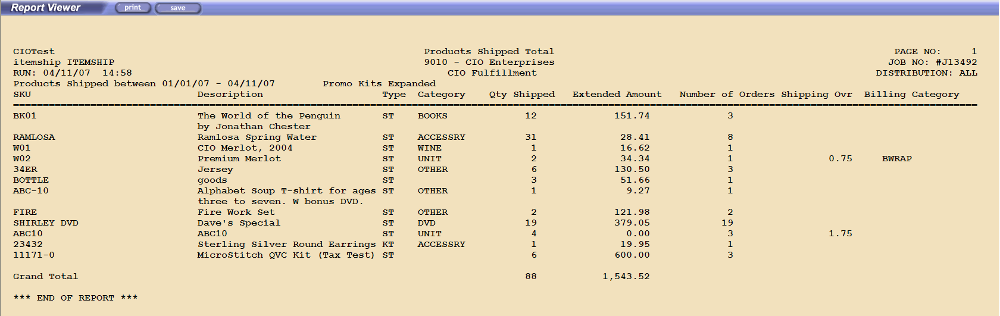 Report Viewer print save
CIOTest Products Shipped Total PAGE NO: 1
itemship ITEMSHIP 9010 - CIO Enterprises JOB NO: #J13492
RUN: 04/11/07 14:58 CIO Fulfillment DISTRIBUTION: ALL
Products Shipped between 01/01/07 - 04/11/07 Promo Kits Expanded
SKU Description Type Category Qty Shipped Extended Amount Number of Orders Shipping Ovr Billing Category
BK01 The World of the Penguin ST BOOKS 12 151.74 3
by Jonathan Chester
RAMLOSA Ramlosa Spring Water ST ACCESSRY 31 28.41 8
W01 CIO Merlot, 2004 ST WINE 1 16.62 1
W02 Premium Merlot ST UNIT 2 34.34 1 0.75 BWRAP
34ER Jersey ST OTHER 6 130.50 3
BOTTLE goods ST 3 51.66 1
ABC-10 Alphabet Soup T-shirt for ages ST OTHER 1 9.27 1
three to seven. W bonus DVD.
FIRE Fire Work Set ST OTHER 2 121.98 2
SHIRLEY DVD Dave's Special ST DVD 19 379.05 19
ABC10 ABC10 ST UNIT 4 0.00 3 1.75
23432 Sterling Silver Round Earrings KT ACCESSRY 1 19.95 1
11171-0 MicroStitch QVC Kit (Tax Test) ST 6 600.00 3
Grand Total 88 1,543.52
*** END OF REPORT ***